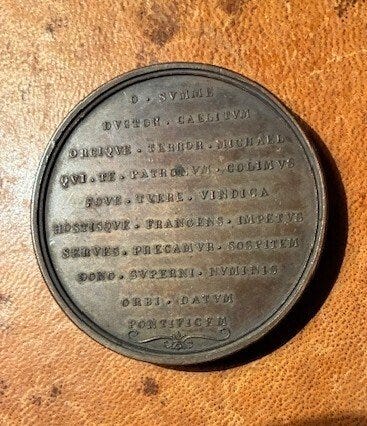 O · SVMME
DVCTOR · CAELITVM
ORCIQVE · TERROR · MICHAEL
QVI · TE · PATRONVM · COLIMVS
FOVE · TVERE · VINDICA
HOSTISQVE · FRANGENS · IMPETVS
SERVES · PRECAMVR · SOSPITEM
DONO · SVPERNI · NVMINIS
ORBI · DATVM
PONTIFICVM